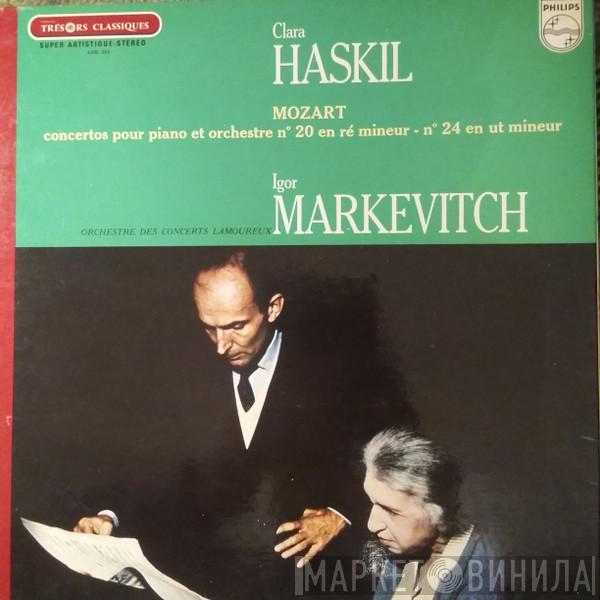 TRÉSORS CLASSIQUES
SUPER ARTISTIQUE-STEREO
PHILIPS
Clara
HASKIL
MOZART
concertos pour piano et orchestre n° 20 en ré mineur - n° 24 en ut mineur
Igor
MARKEVITCH
ORCHESTRE DES CONCERTS LAMOUREUX
МАРКЕТ ВИНИЛА